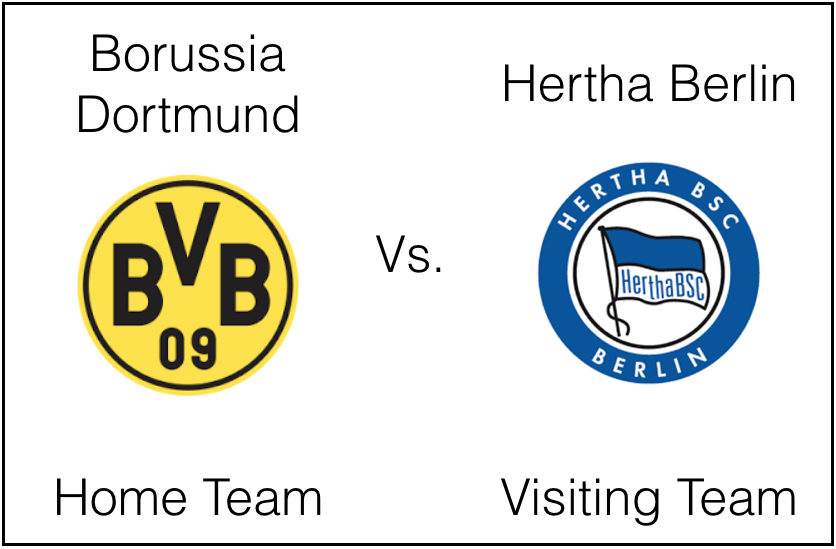 Borussia
Dortmund
Hertha Berlin
BVB
09
Vs.
HERTHA BSC
HerthaBSC
BERLIN
Home Team
Visiting Team